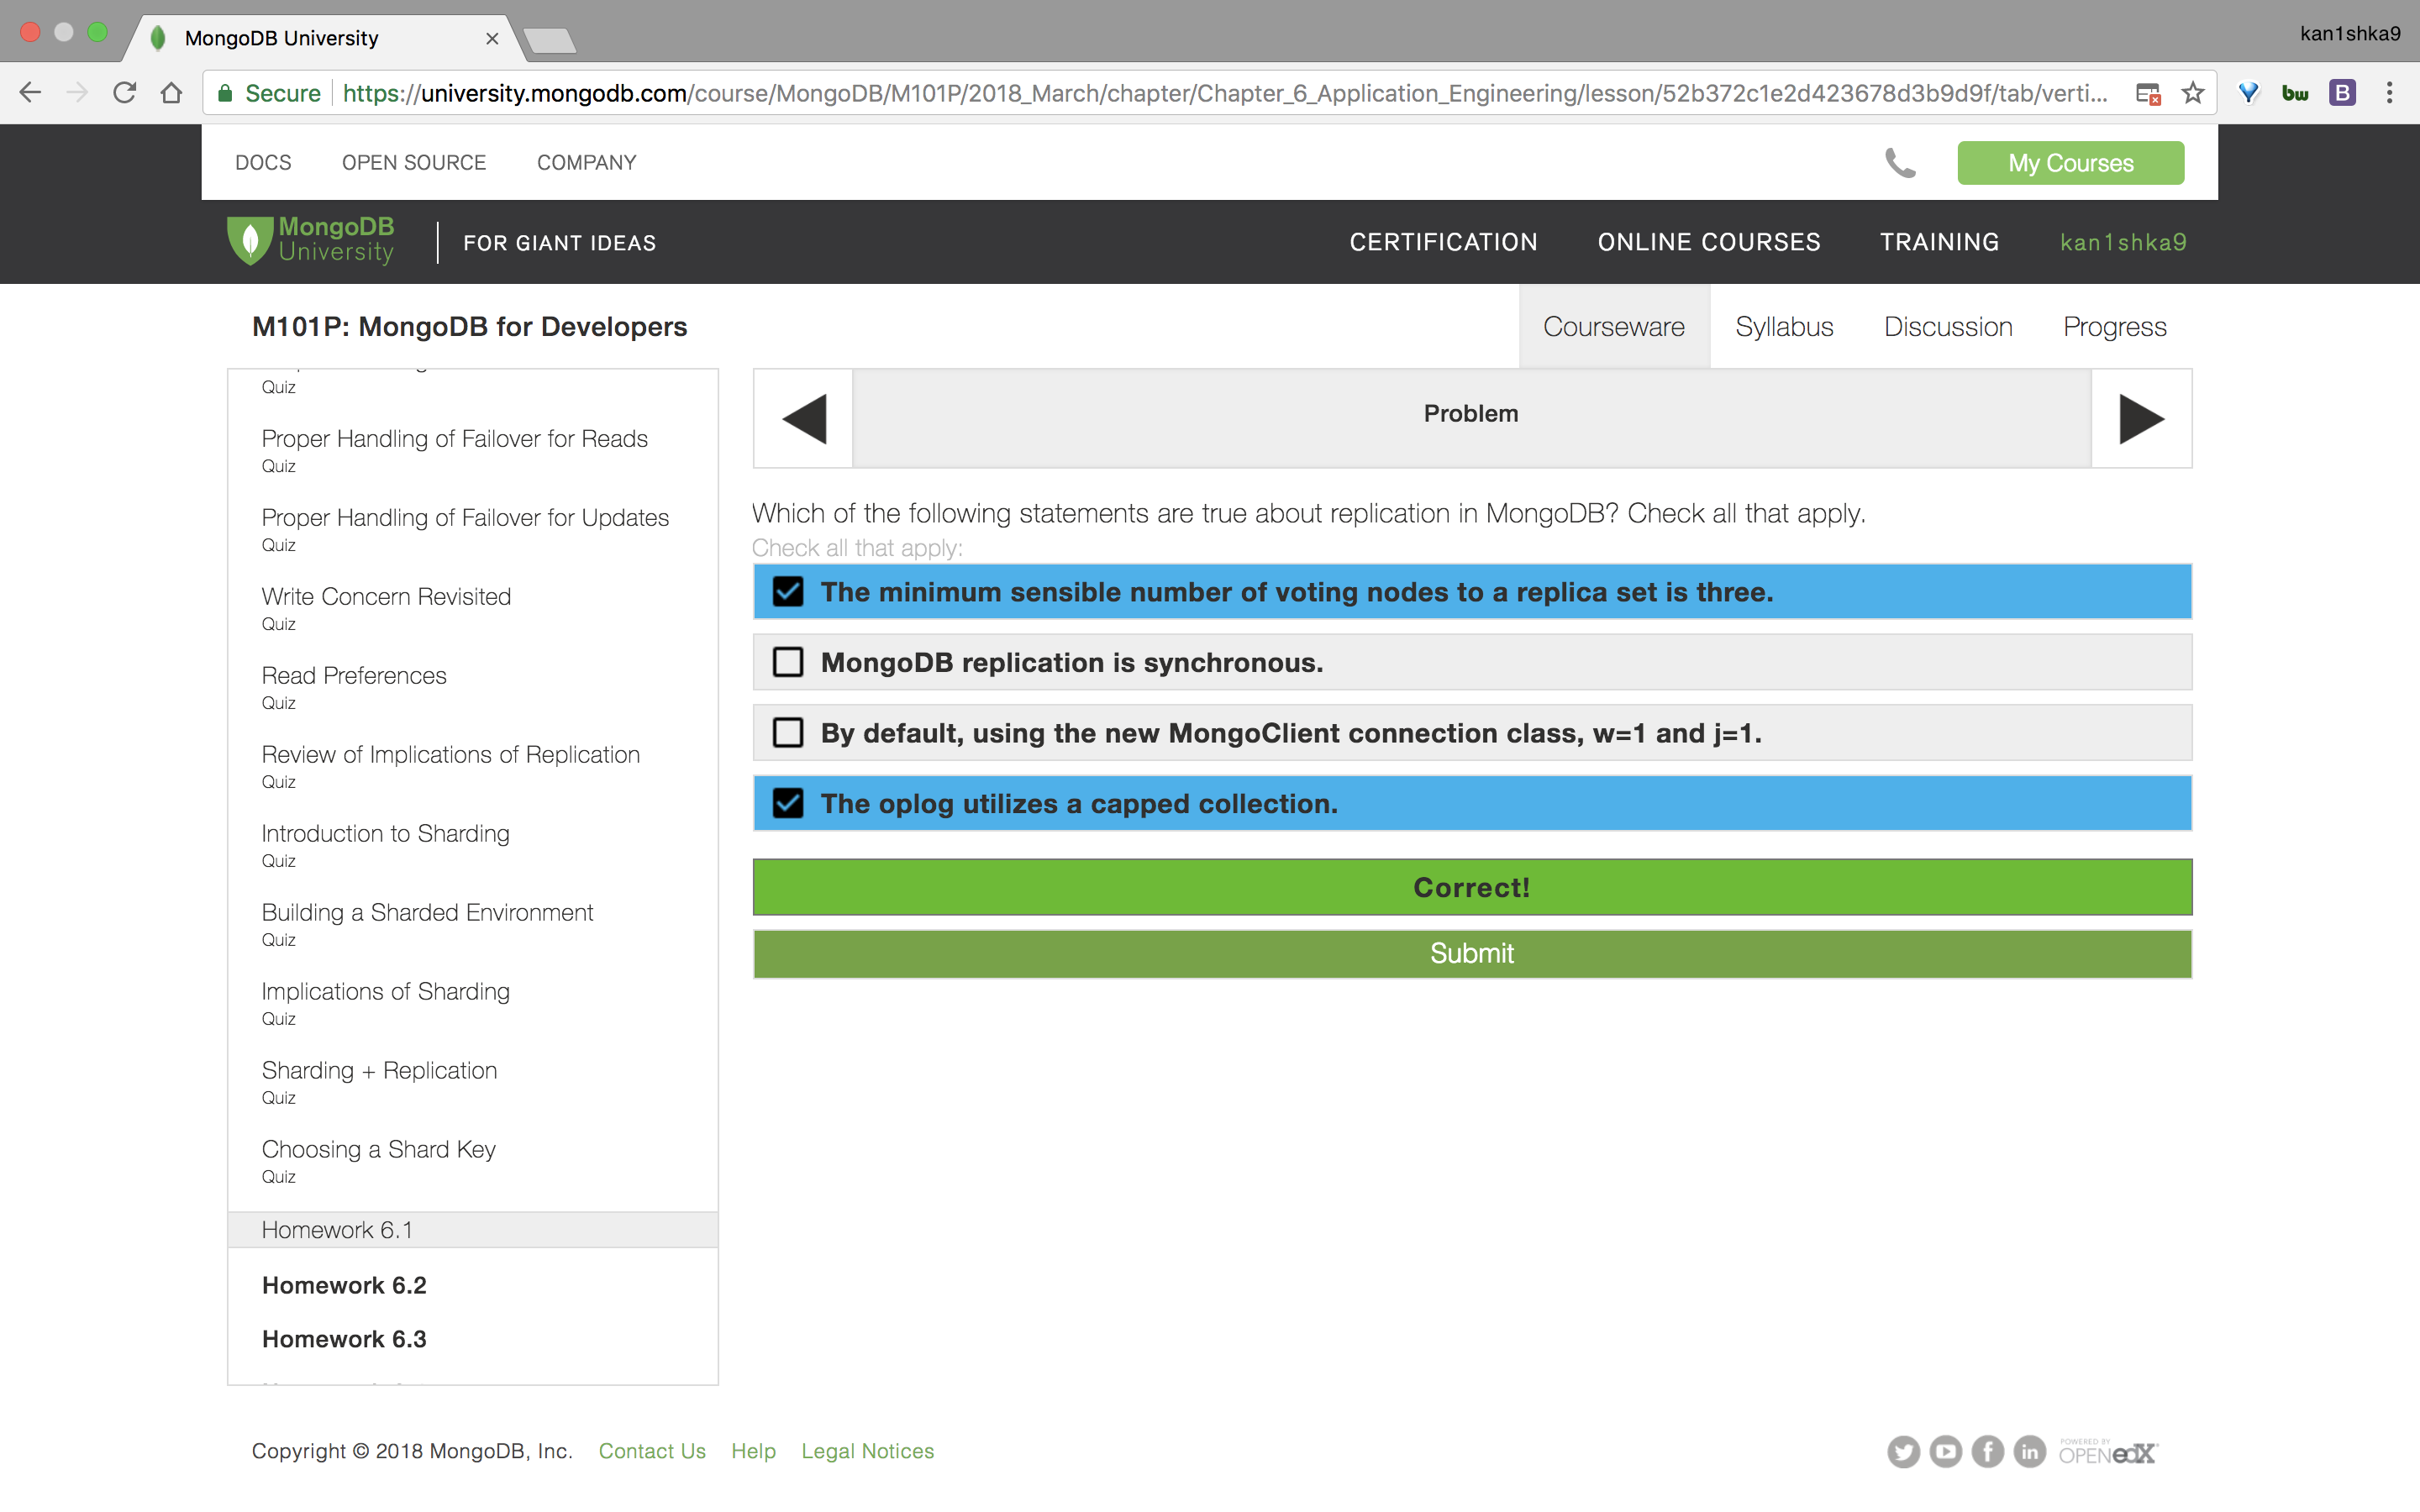 MongoDB University
kan1shka9
Secure https://university.mongodb.com/course/MongoDB/M101P/2018_March/chapter/Chapter_6_Application_Engineering/lesson/52b372c1e2d423678d3b9d9f/tab/verti...
bw
B
DOCS OPEN SOURCE COMPANY
My Courses
MongoDB
University
FOR GIANT IDEAS
CERTIFICATION ONLINE COURSES TRAINING kan1shka9
M101P: MongoDB for Developers
Courseware Syllabus Discussion Progress
Quiz
Proper Handling of Failover for Reads
Quiz
Proper Handling of Failover for Updates
Quiz
Write Concern Revisited
Quiz
Read Preferences
Quiz
Review of Implications of Replication
Quiz
Introduction to Sharding
Quiz
Building a Sharded Environment
Quiz
Implications of Sharding
Quiz
Sharding + Replication
Quiz
Choosing a Shard Key
Quiz
Homework 6.1
Homework 6.2
Homework 6.3
Problem
Which of the following statements are true about replication in MongoDB? Check all that apply.
Check all that apply:
The minimum sensible number of voting nodes to a replica set is three.
MongoDB replication is synchronous.
By default, using the new MongoClient connection class, w=1 and j=1.
The oplog utilizes a capped collection.
Correct!
Submit
Copyright © 2018 MongoDB, Inc. Contact Us Help Legal Notices
POWERED BY
OPEN edX